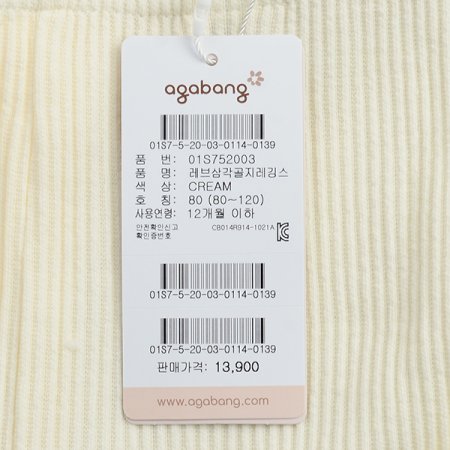 agabang
01S7-5-20-03-0114-0139
품 번: 01S752003
품 명: 레브삼각골지레깅스
색 상: CREAM
호 칭: 80 (80~120)
사용연령: 12개월 이하
안전확인신고
확인증번호 CB014R914-1021A
01S7-5-20-03-0114-0139
01S7-5-20-03-0114-0139
판매가격: 13,900
www.agabang.com